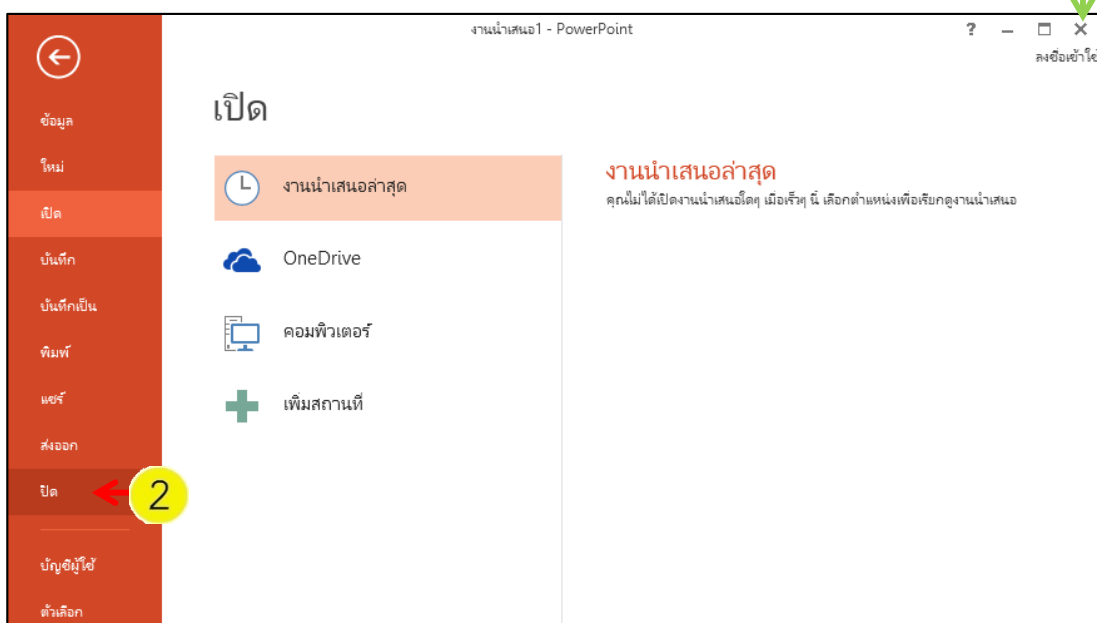 งานนำเสนอ1 - PowerPoint
?
ลงชื่อเข้าใช้
ข้อมูล
ใหม่
เปิด
บันทึก
บันทึกเป็น
พิมพ์
แชร์
ส่งออก
ปิด
2
บัญชีผู้ใช้
ตัวเลือก
เปิด
งานนำเสนอล่าสุด
OneDrive
คอมพิวเตอร์
เพิ่มสถานที่
งานนำเสนอล่าสุด
คุณไม่ได้เปิดงานนำเสนอใดๆ เมื่อเร็วๆ นี้ เลือกตำแหน่งเพื่อเรียกดูงานนำเสนอ